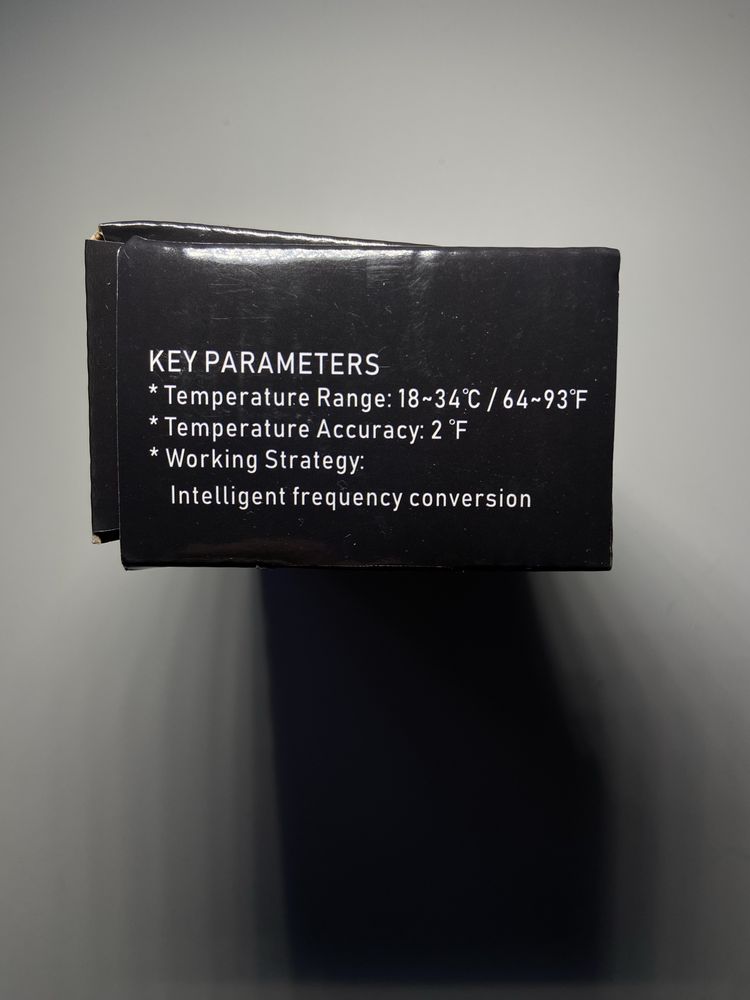 KEY PARAMETERS
* Temperature Range: 18~34℃ / 64~93℉
* Temperature Accuracy: 2 ℉
* Working Strategy:
Intelligent frequency conversion